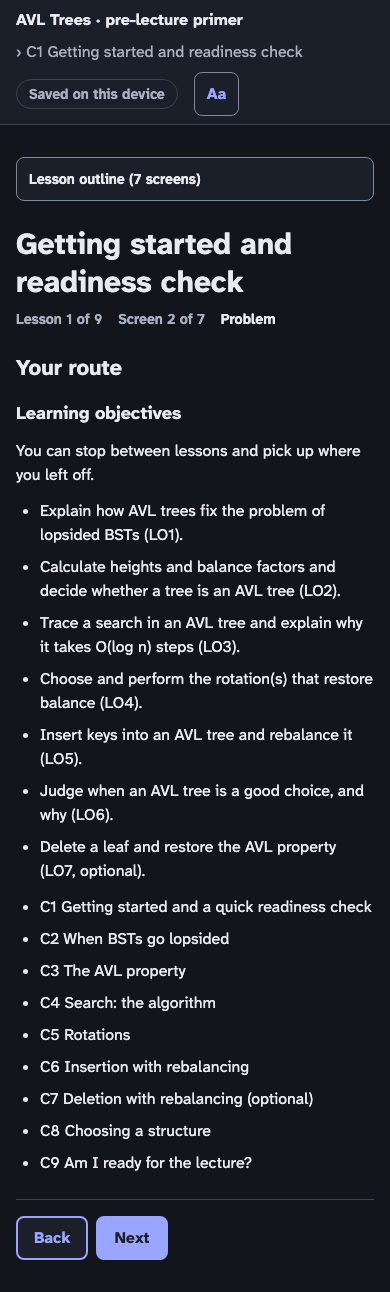 AVL Trees · pre-lecture primer
› C1 Getting started and readiness check
Saved on this device
Aa
Lesson outline (7 screens)
Getting started and
readiness check
Lesson 1 of 9 Screen 2 of 7 Problem
Your route
Learning objectives
You can stop between lessons and pick up where
you left off.
• Explain how AVL trees fix the problem of
lopsided BSTs (LO1).
• Calculate heights and balance factors and
decide whether a tree is an AVL tree (LO2).
• Trace a search in an AVL tree and explain why
it takes O(log n) steps (LO3).
• Choose and perform the rotation(s) that restore
balance (LO4).
• Insert keys into an AVL tree and rebalance it
(LO5).
• Judge when an AVL tree is a good choice, and
why (LO6).
• Delete a leaf and restore the AVL property
(LO7, optional).
• C1 Getting started and a quick readiness check
• C2 When BSTs go lopsided
• C3 The AVL property
• C4 Search: the algorithm
• C5 Rotations
• C6 Insertion with rebalancing
• C7 Deletion with rebalancing (optional)
• C8 Choosing a structure
• C9 Am I ready for the lecture?
Back
Next